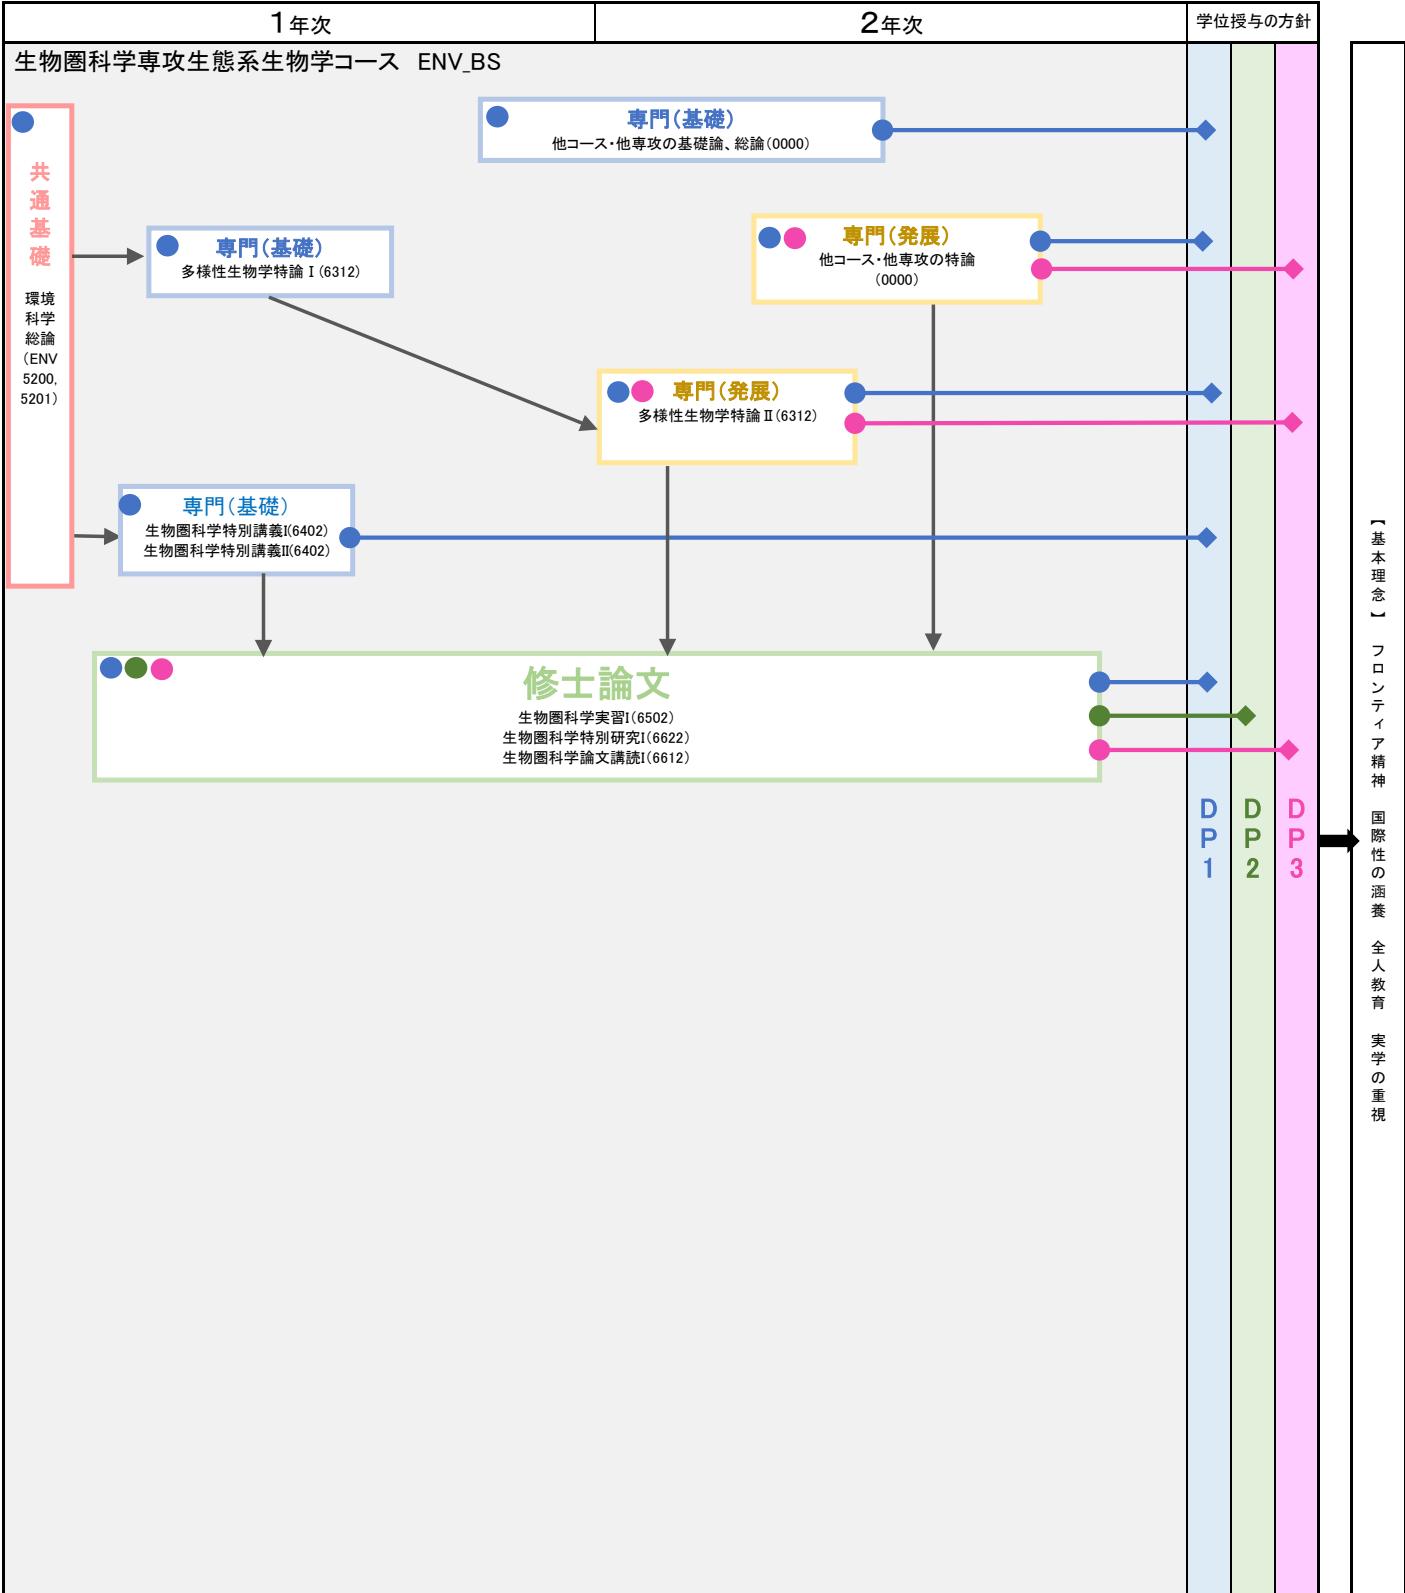 1年次
2年次
学位授与の方針
生物圏科学専攻生態系生物学コース ENV_BS
共通基礎
環境
科学
総論
(ENV
5200,
5201)
専門(基礎)
他コース・他専攻の基礎論、総論(0000)
専門(基礎)
多様性生物学特論Ⅰ(6312)
専門(発展)
他コース・他専攻の特論
(0000)
専門(発展)
多様性生物学特論Ⅱ(6312)
専門(基礎)
生物圏科学特別講義I(6402)
生物圏科学特別講義II(6402)
修士論文
生物圏科学実習I(6502)
生物圏科学特別研究I(6622)
生物圏科学論文講読I(6612)
DP1
DP2
DP3
【基本理念】 フロンティア精神 国際性の涵養 全人教育 実学の重視